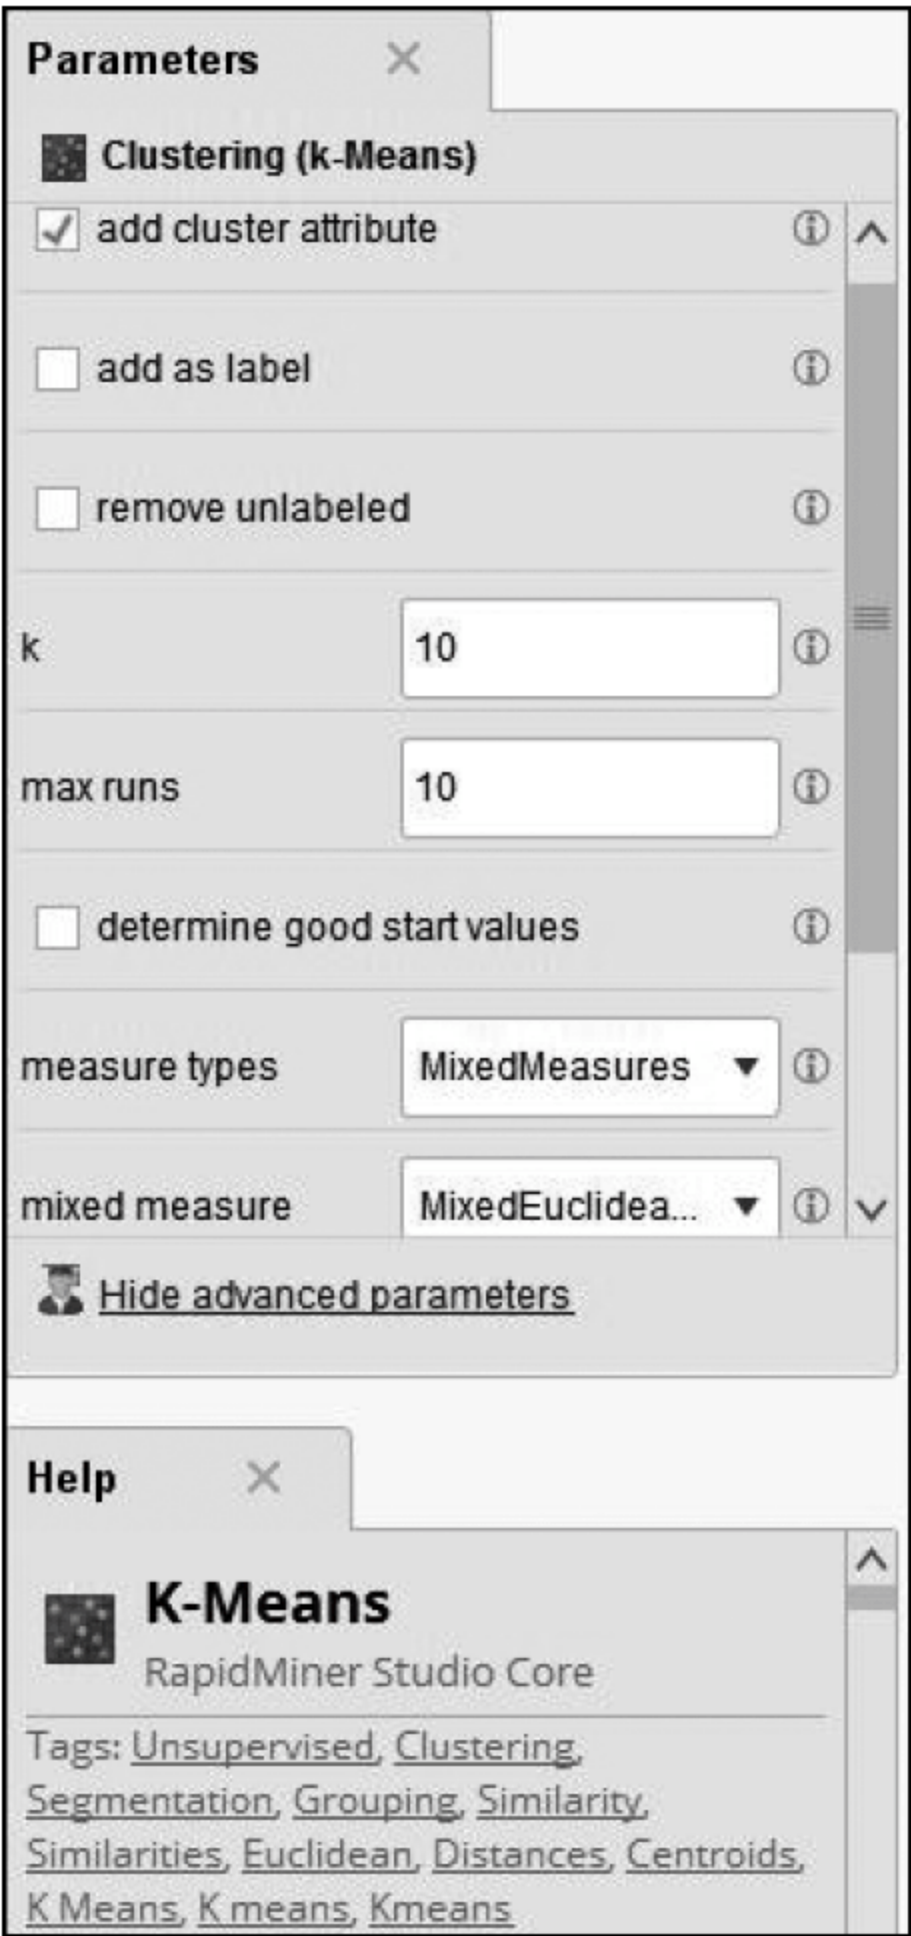 Parameters
Clustering (k-Means)
add cluster attribute
add as label
remove unlabeled
k 10
max runs 10
determine good start values
measure types MixedMeasures
mixed measure MixedEuclidea...
Hide advanced parameters
Help
K-Means
RapidMiner Studio Core
Tags: Unsupervised, Clustering,
Segmentation, Grouping, Similarity,
Similarities, Euclidean, Distances, Centroids,
K Means, K means, Kmeans